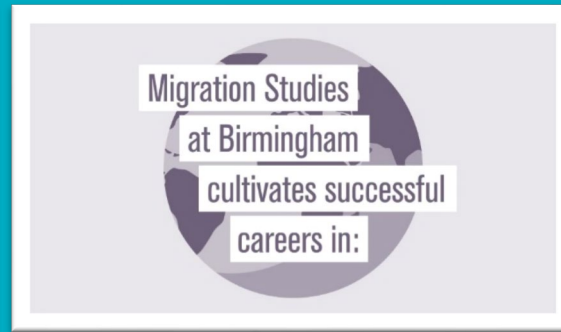 Migration Studies
at Birmingham
cultivates successful
careers in: